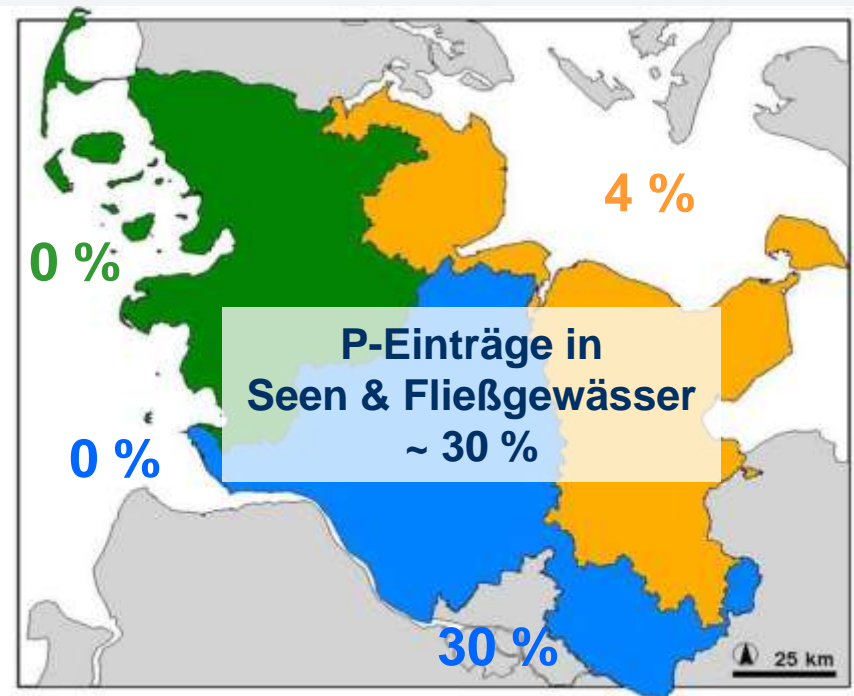 4 %
0 %
P-Einträge in
Seen & Fließgewässer
~ 30 %
0 %
30 %
25 km